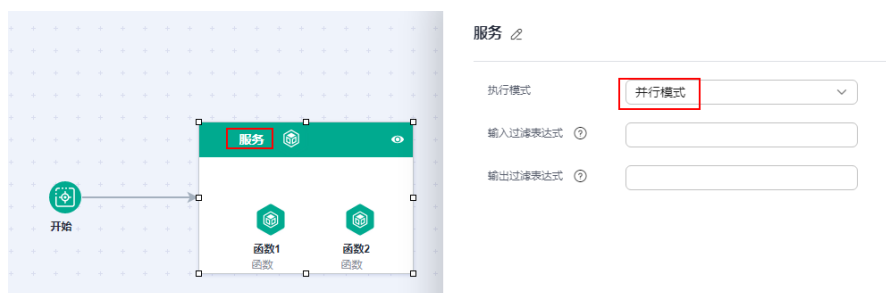 服务
开始
函数1
函数
函数2
函数
服务
执行模式
并行模式
输入过滤表达式
输出过滤表达式